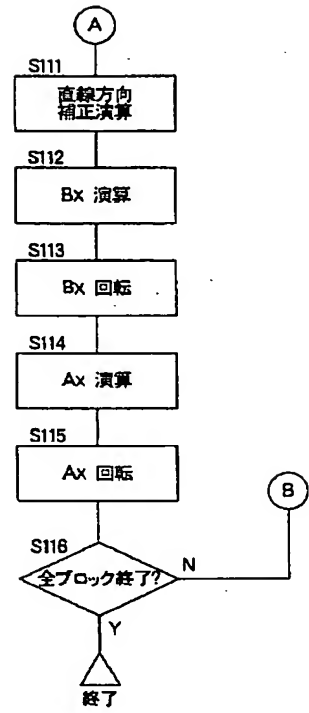 A
S111
直線方向
補正演算
S112
Bx 演算
S113
Bx 回転
S114
Ax 演算
S115
Ax 回転
B
S116
全ブロック終了?
N
Y
終了